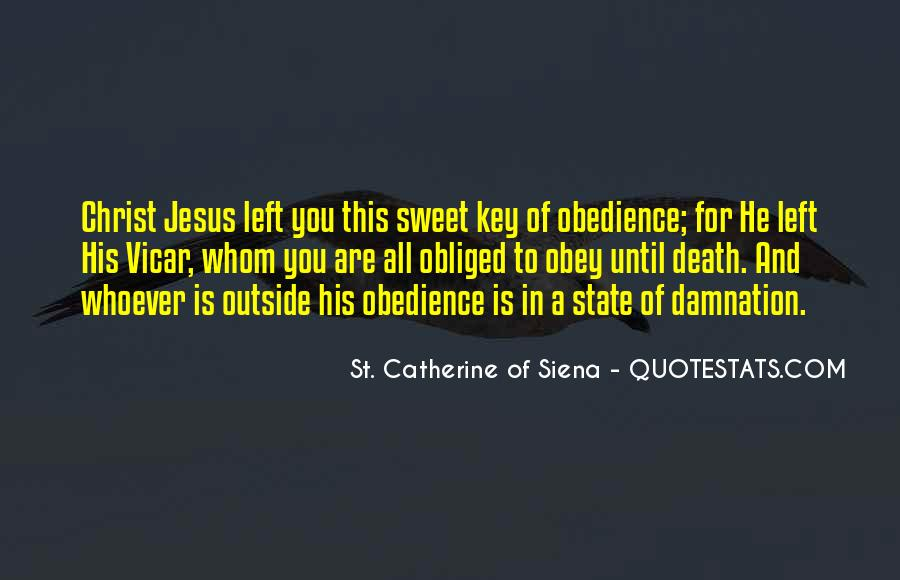 Christ Jesus left you this sweet key of obedience; for He left
His Vicar, whom you are all obliged to obey until death. And
whoever is outside his obedience is in a state of damnation.
St. Catherine of Siena - QUOTESTATS.COM